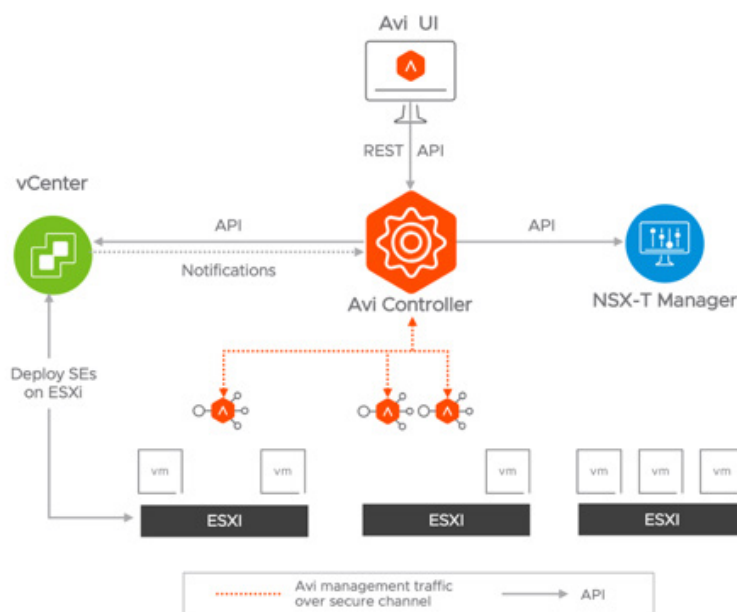 Avi UI
REST API
vCenter
API
API
Notifications
Avi Controller
NSX-T Manager
Deploy SEs
on ESXi
vm
vm
vm
vm
vm
vm
ESXI
ESXI
ESXI
Avi management traffic
over secure channel
API